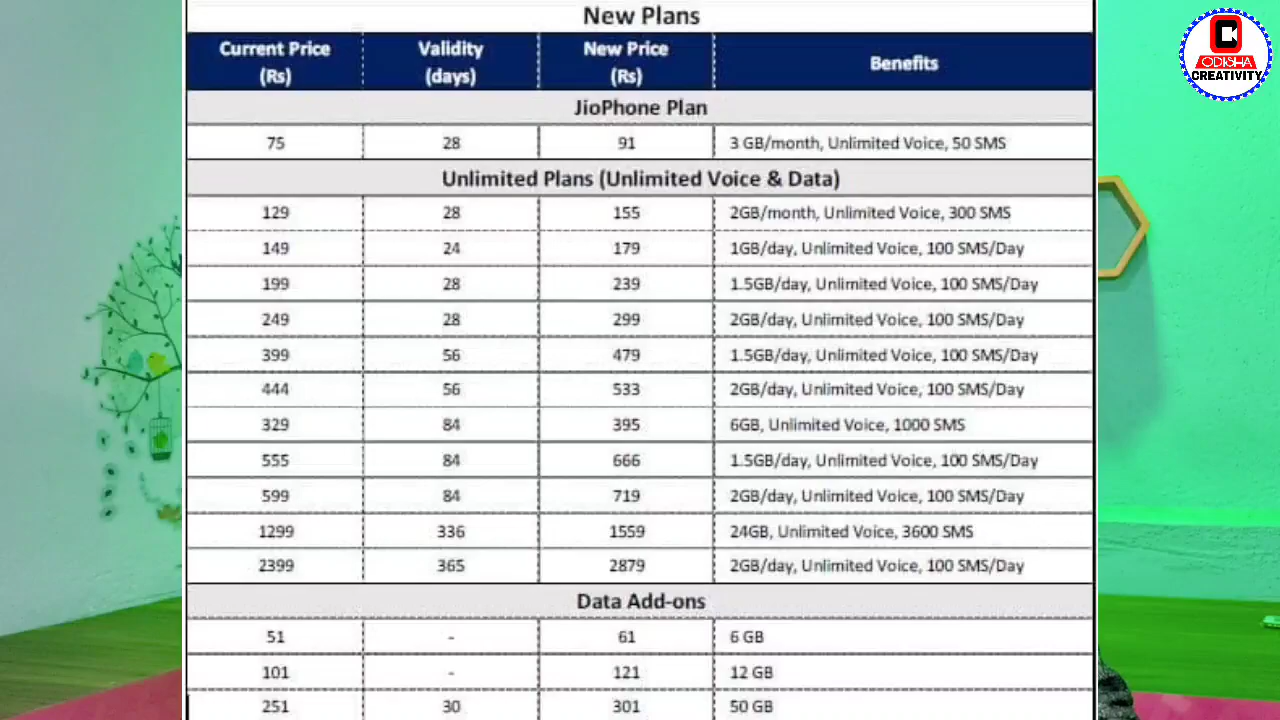 New Plans
Current Price (Rs) Validity (days) New Price (Rs) Benefits
JioPhone Plan
75 28 91 3 GB/month, Unlimited Voice, 50 SMS
Unlimited Plans (Unlimited Voice & Data)
129 28 155 2GB/month, Unlimited Voice, 300 SMS
149 24 179 1GB/day, Unlimited Voice, 100 SMS/Day
199 28 239 1.5GB/day, Unlimited Voice, 100 SMS/Day
249 28 299 2GB/day, Unlimited Voice, 100 SMS/Day
399 56 479 1.5GB/day, Unlimited Voice, 100 SMS/Day
444 56 533 2GB/day, Unlimited Voice, 100 SMS/Day
329 84 395 6GB, Unlimited Voice, 1000 SMS
555 84 666 1.5GB/day, Unlimited Voice, 100 SMS/Day
599 84 719 2GB/day, Unlimited Voice, 100 SMS/Day
1299 336 1559 24GB, Unlimited Voice, 3600 SMS
2399 365 2879 2GB/day, Unlimited Voice, 100 SMS/Day
Data Add-ons
51 - 61 6 GB
101 - 121 12 GB
251 30 301 50 GB
ODISHA
CREATIVITY